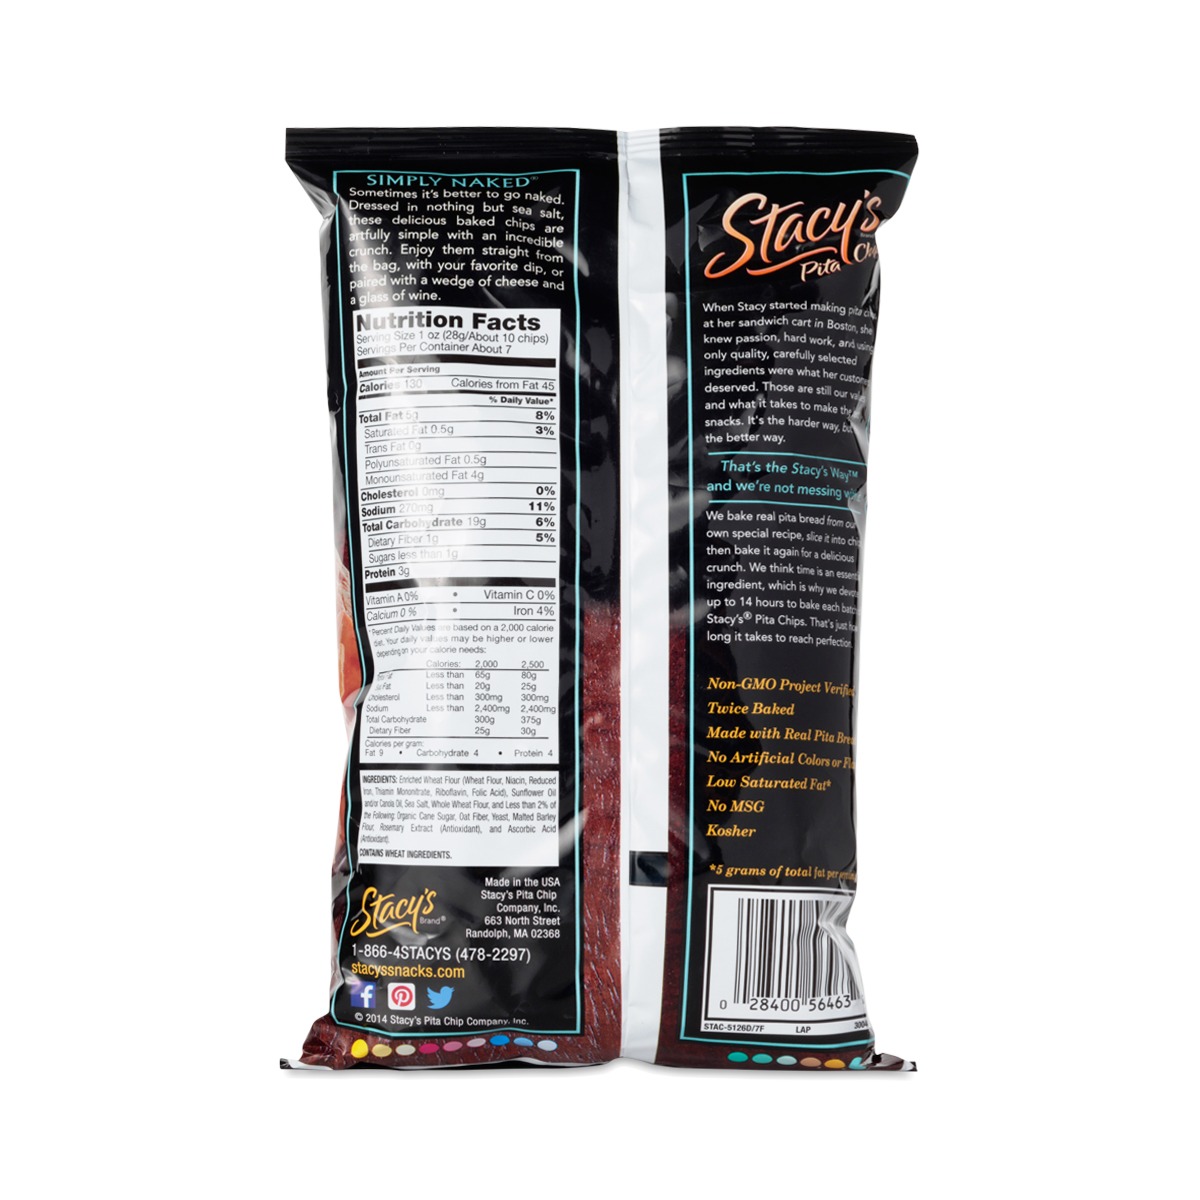 SIMPLY NAKED®
Sometimes it's better to go naked.
Dressed in nothing but sea salt,
these delicious baked chips are
artfully simple with an incredible
crunch. Enjoy them straight from
the bag, with your favorite dip, or
paired with a wedge of cheese and
a glass of wine.
Nutrition Facts
Serving Size 1 oz (28g/About 10 chips)
Servings Per Container About 7
Amount Per Serving
Calories 130 Calories from Fat 45
% Daily Value*
Total Fat 5g 8%
Saturated Fat 0.5g 3%
Trans Fat 0g
Polyunsaturated Fat 0.5g
Monounsaturated Fat 4g
Cholesterol 0mg 0%
Sodium 270mg 11%
Total Carbohydrate 19g 6%
Dietary Fiber 1g 5%
Sugars less than 1g
Protein 3g
Vitamin A 0% • Vitamin C 0%
Calcium 0 % • Iron 4%
*Percent Daily Values are based on a 2,000 calorie
diet. Your daily values may be higher or lower
depending on your calorie needs:
Calories: 2,000 2,500
Fat Less than 65g 80g
Fat Less than 20g 25g
Cholesterol Less than 300mg 300mg
Sodium Less than 2,400mg 2,400mg
Total Carbohydrate 300g 375g
Dietary Fiber 25g 30g
Calories per gram:
Fat 9 • Carbohydrate 4 • Protein 4
INGREDIENTS: Enriched Wheat Flour (Wheat Flour, Niacin, Reduced
Iron, Thiamin Mononitrate, Riboflavin, Folic Acid), Sunflower Oil
and/or Canola Oil, Sea Salt, Whole Wheat Flour, and Less than 2% of
the Following: Organic Cane Sugar, Oat Fiber, Yeast, Malted Barley
Flour, Rosemary Extract (Antioxidant), and Ascorbic Acid
(Antioxidant).
CONTAINS WHEAT INGREDIENTS.
Stacy's
Brand®
Made in the USA
Stacy's Pita Chip
Company, Inc.
663 North Street
Randolph, MA 02368
1-866-4STACYS (478-2297)
stacyssnacks.com
© 2014 Stacy's Pita Chip Company, Inc.
Stacy's
Pita
When Stacy started making pita
at her sandwich cart in Boston, she
knew passion, hard work, and using
only quality, carefully selected
ingredients were what her
deserved. Those are still our
and what it takes to make the
snacks. It's the harder way, but
the better way.
That's the Stacy's Way™
and we're not messing
We bake real pita bread from our
own special recipe, slice it into
then bake it again for a delicious
crunch. We think time is an
ingredient, which is why we
up to 14 hours to bake each
Stacy's® Pita Chips. That's just
long it takes to reach perfection.
Non-GMO Project Verified
Twice Baked
Made with Real Pita
No Artificial Colors or
Low Saturated Fat*
No MSG
Kosher
*5 grams of total fat per
0 28400 56463
STAC-5126D/7F LAP